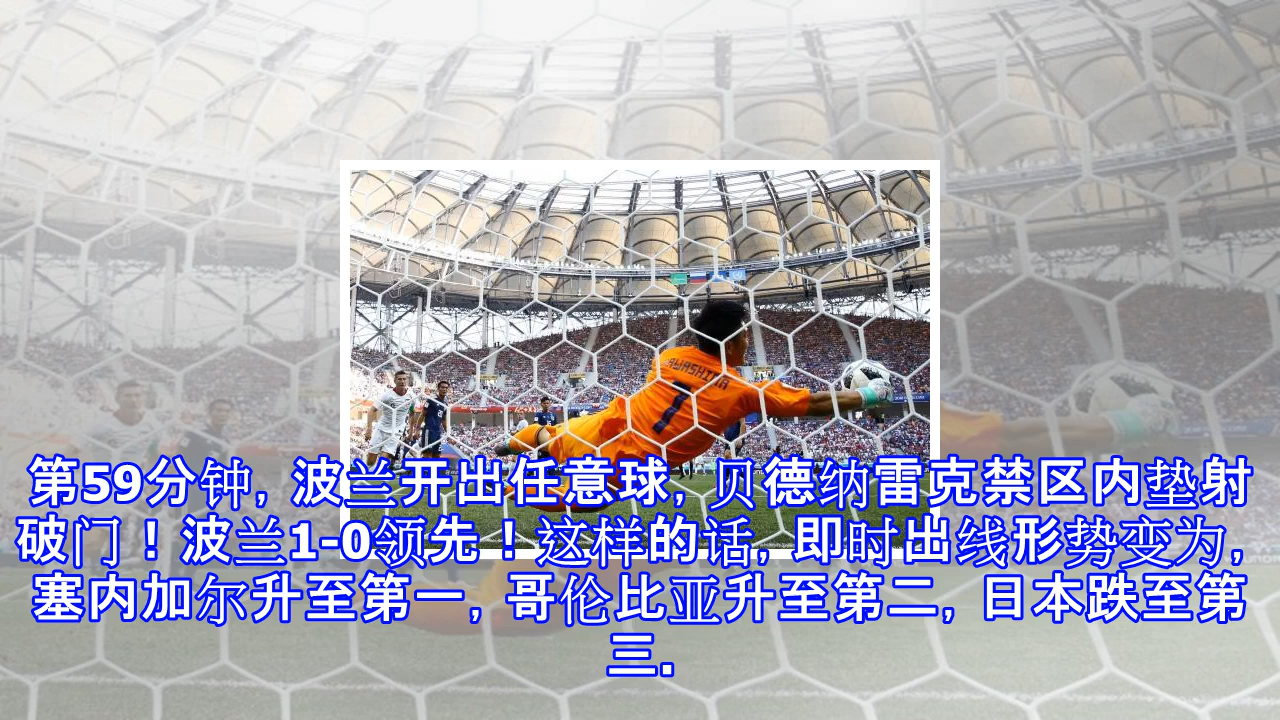 AYASHIMA
1
第59分钟, 波兰开出任意球, 贝德纳雷克禁区内垫射
破门！波兰1-0领先！这样的话, 即时出线形势变为,
塞内加尔升至第一, 哥伦比亚升至第二, 日本跌至第
三.